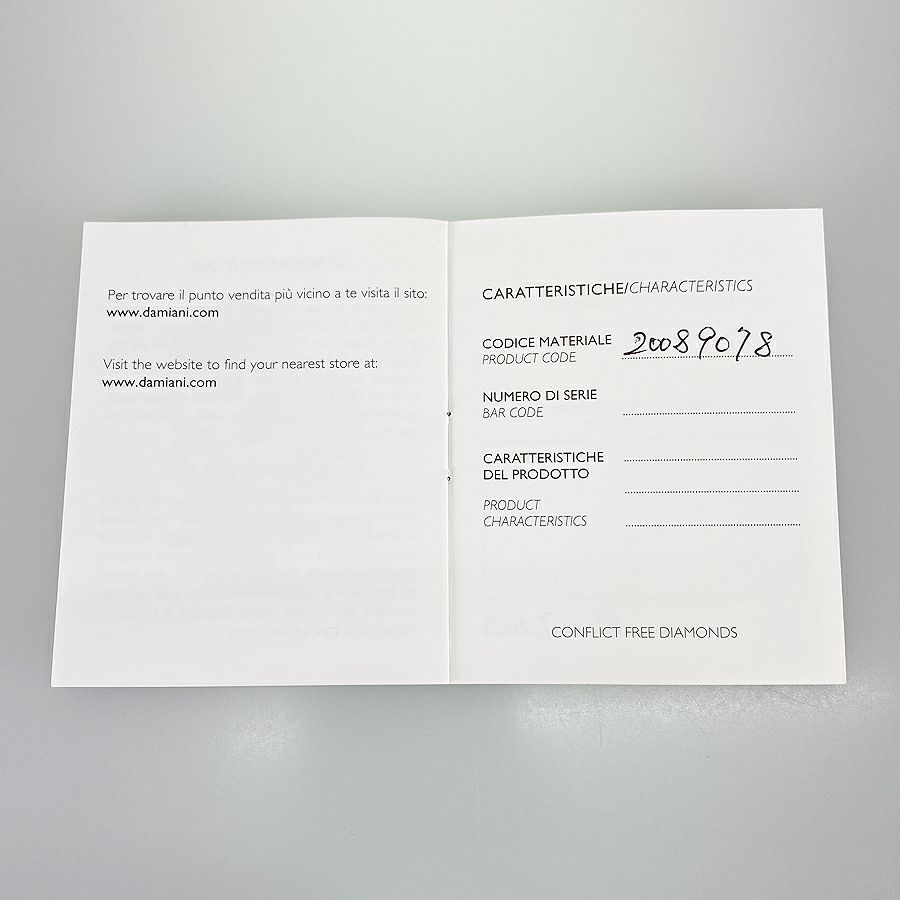 Per trovare il punto vendita più vicino a te visita il sito:
www.damiani.com
Visit the website to find your nearest store at:
www.damiani.com
CARATTERISTICHE/CHARACTERISTICS
CODICE MATERIALE 20089078
PRODUCT CODE
NUMERO DI SERIE
BAR CODE
CARATTERISTICHE
DEL PRODOTTO
PRODUCT
CHARACTERISTICS
CONFLICT FREE DIAMONDS